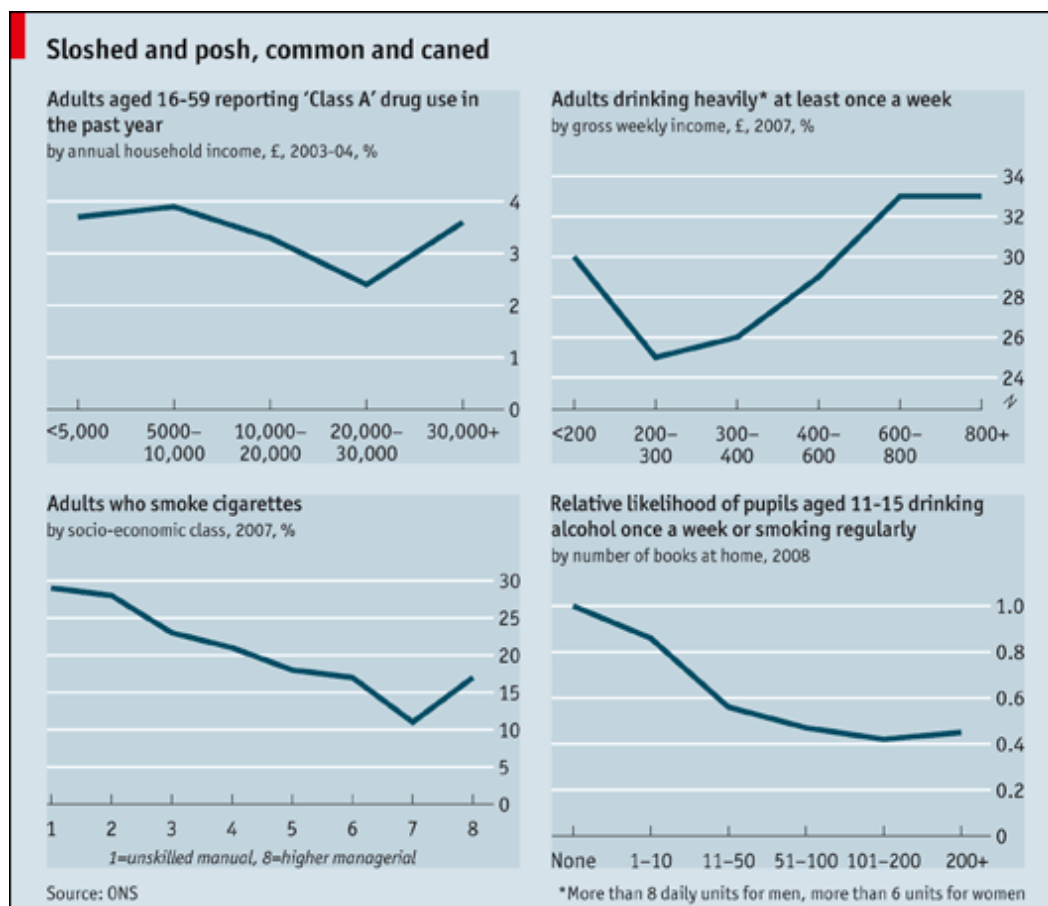 Sloshed and posh, common and caned
Adults aged 16-59 reporting ‘Class A’ drug use in
the past year
by annual household income, £, 2003-04, %
4
3
2
1
0
<5,000
5000–
10,000
10,000–
20,000
20,000–
30,000
30,000+
Adults drinking heavily* at least once a week
by gross weekly income, £, 2007, %
34
32
30
28
26
24
<200
200–
300
300–
400
400–
600
600–
800
800+
Adults who smoke cigarettes
by socio-economic class, 2007, %
30
25
20
15
10
5
0
1 2 3 4 5 6 7 8
1=unskilled manual, 8=higher managerial
Relative likelihood of pupils aged 11-15 drinking
alcohol once a week or smoking regularly
by number of books at home, 2008
1.0
0.8
0.6
0.4
0.2
0
None 1–10 11–50 51–100 101–200 200+
Source: ONS
*More than 8 daily units for men, more than 6 units for women